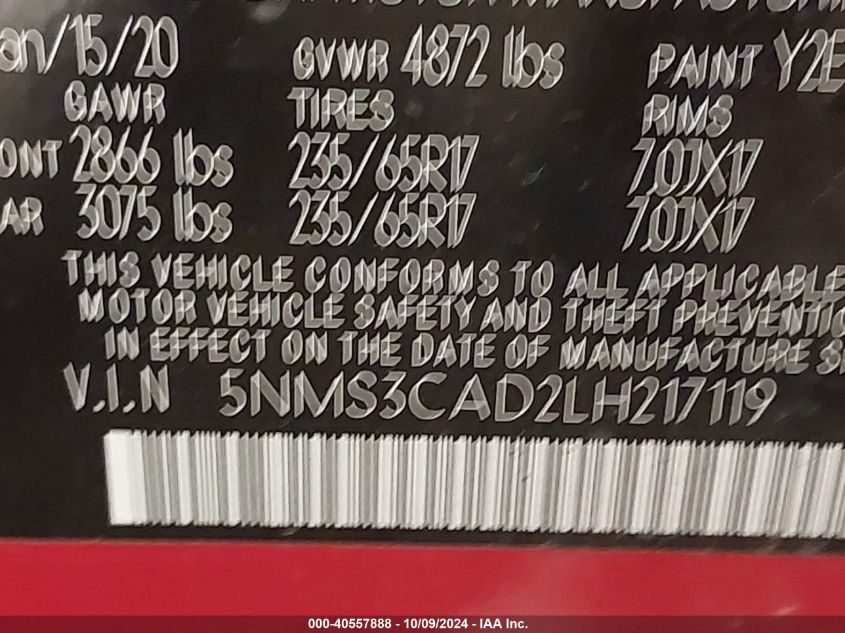 an/15/20 GVWR 4872 lbs PAINT Y2E
GAWR TIRES RIMS
ONT 2866 lbs 235/65R17 7.0JX17
AR 3075 lbs 235/65R17 7.0JX17
THIS VEHICLE CONFORMS TO ALL APPLICABLE
MOTOR VEHICLE SAFETY AND THEFT PREVENTIO
IN EFFECT ON THE DATE OF MANUFACTURE S
V.I.N 5NMS3CAD2LH217119
000-40557888 - 10/09/2024 - IAA Inc.